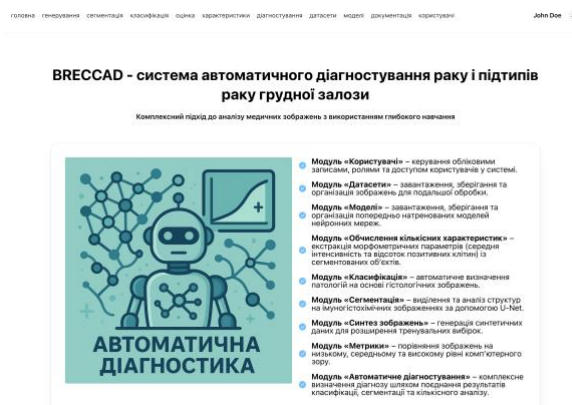 головна генерування сегментація класифікація оцінка характеристики діагностування датасети моделі документація користувачі John Doe
BRECCAD - система автоматичного діагностування раку і підтипів
раку грудної залози
Комплексний підхід до аналізу медичних зображень з використанням глибокого навчання
АВТОМАТИЧНА
ДІАГНОСТИКА
Модуль «Користувачі» – керування обліковими
записами, ролями та доступом користувачів у системі.
Модуль «Датасети» – завантаження, зберігання та
організація зображень для подальшої обробки.
Модуль «Моделі» – завантаження, зберігання та
організація попередньо натренованих моделей
нейронних мереж.
Модуль «Обчислення кількісних характеристик» –
екстракція морфометричних параметрів (середня
інтенсивність та відсоток позитивних клітин) із
сегментованих об'єктів.
Модуль «Класифікація» – автоматичне визначення
патологій на основі гістологічних зображень.
Модуль «Сегментація» – виділення та аналіз структур
на імуногістохімічних зображеннях за допомогою U-Net.
Модуль «Синтез зображень» – генерація синтетичних
даних для розширення тренувальних вибірок.
Модуль «Метрики» – порівняння зображень на
низькому, середньому та високому рівні комп'ютерного
зору.
Модуль «Автоматичне діагностування» – комплексне
визначення діагнозу шляхом поєднання результатів
класифікації, сегментації та кількісного аналізу.